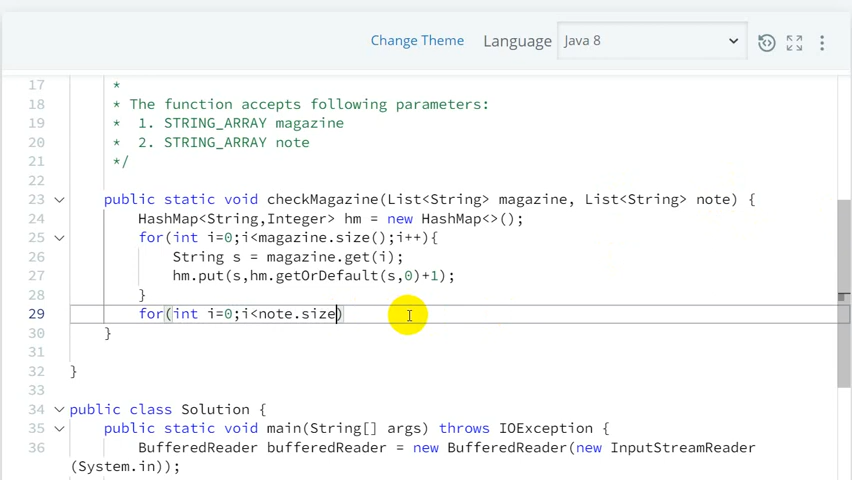 Change Theme Language Java 8
17 *
18 * The function accepts following parameters:
19 * 1. STRING_ARRAY magazine
20 * 2. STRING_ARRAY note
21 */
22
23 public static void checkMagazine(List<String> magazine, List<String> note) {
24 HashMap<String,Integer> hm = new HashMap<>();
25 for(int i=0;i<magazine.size();i++){
26 String s = magazine.get(i);
27 hm.put(s,hm.getOrDefault(s,0)+1);
28 }
29 for(int i=0;i<note.size)
30 }
31
32 }
33
34 public class Solution {
35 public static void main(String[] args) throws IOException {
36 BufferedReader bufferedReader = new BufferedReader(new InputStreamReader
(System.in));